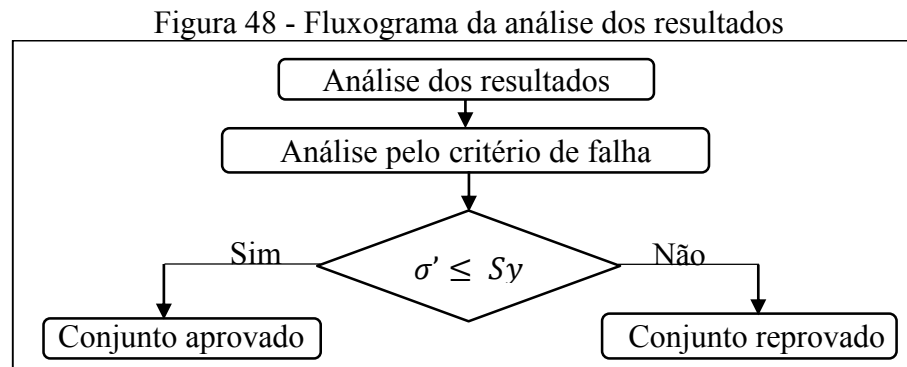 Figura 48 - Fluxograma da análise dos resultados
Análise dos resultados
Análise pelo critério de falha
Sim
Não
σ’ ≤ Sy
Conjunto aprovado
Conjunto reprovado